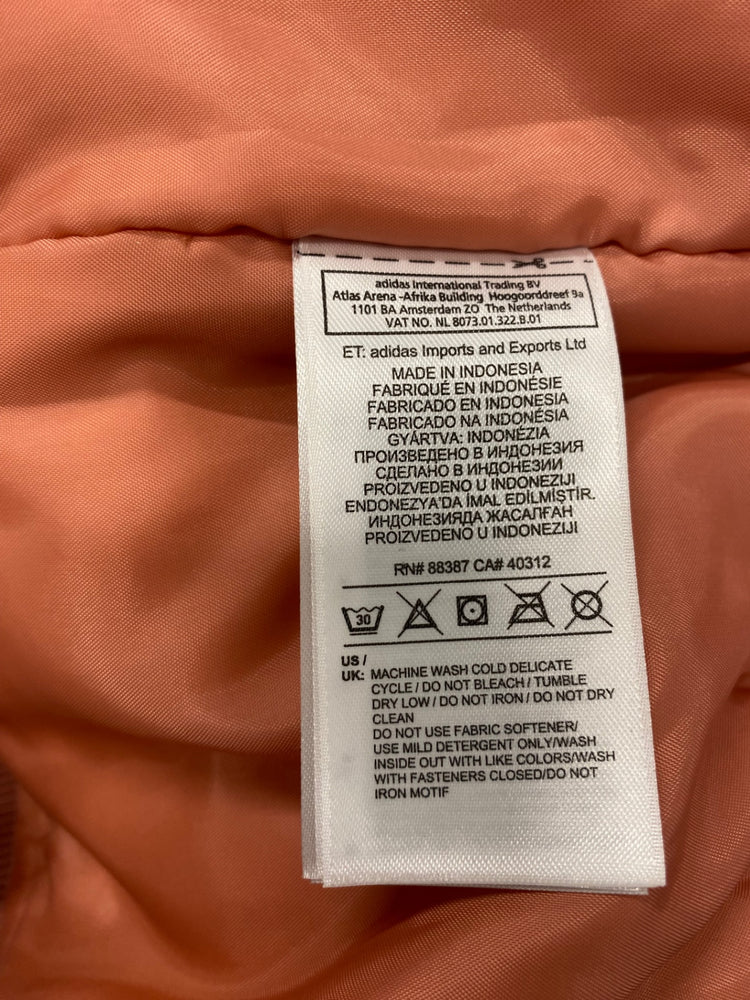 adidas International Trading BV
Atlas Arena -Afrika Building Hoogoorddreef 9a
1101 BA Amsterdam ZO The Netherlands
VAT NO. NL 8073.01.322.B.01
ET: adidas Imports and Exports Ltd
MADE IN INDONESIA
FABRIQUÉ EN INDONÉSIE
FABRICADO EN INDONESIA
FABRICADO NA INDONÉSIA
GYÁRTVA: INDONÉZIA
ПРОИЗВЕДЕНО В ИНДОНЕЗИЯ
СДЕЛАНО В ИНДОНЕЗИИ
PROIZVEDENO U INDONEZIJI
ENDONEZYA'DA İMAL EDİLMİŞTİR.
ИНДОНЕЗИЯДА ЖАСАЛҒАН
PROIZVEDENO U INDONEZIJI
RN# 88387 CA# 40312
30
US /
UK: MACHINE WASH COLD DELICATE
CYCLE / DO NOT BLEACH / TUMBLE
DRY LOW / DO NOT IRON / DO NOT DRY
CLEAN
DO NOT USE FABRIC SOFTENER/
USE MILD DETERGENT ONLY/WASH
INSIDE OUT WITH LIKE COLORS/WASH
WITH FASTENERS CLOSED/DO NOT
IRON MOTIF